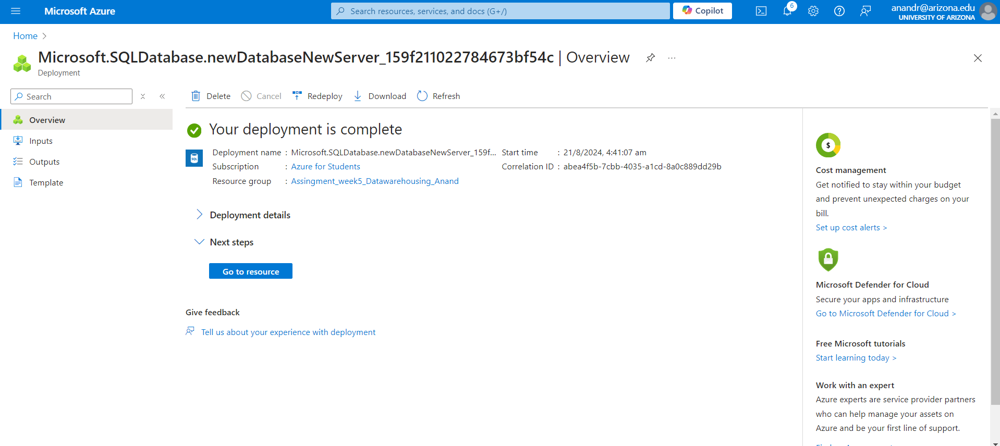 Microsoft Azure
Search resources, services, and docs (G+/)
Copilot
6
anandr@arizona.edu
UNIVERSITY OF ARIZONA
Home
Microsoft.SQLDatabase.newDatabaseNewServer_159f211022784673bf54c | Overview
Deployment
Search
Delete
Cancel
Redeploy
Download
Refresh
Overview
Inputs
Outputs
Template
Your deployment is complete
SQL
Deployment name : Microsoft.SQLDatabase.newDatabaseNewServer_159f...
Subscription : Azure for Students
Resource group : Assingment_week5_Datawarehousing_Anand
Start time : 21/8/2024, 4:41:07 am
Correlation ID : abea4f5b-7cbb-4035-a1cd-8a0c889dd29b
Deployment details
Next steps
Go to resource
Give feedback
Tell us about your experience with deployment
$
Cost management
Get notified to stay within your budget
and prevent unexpected charges on your
bill.
Set up cost alerts >
Microsoft Defender for Cloud
Secure your apps and infrastructure
Go to Microsoft Defender for Cloud >
Free Microsoft tutorials
Start learning today >
Work with an expert
Azure experts are service provider partners
who can help manage your assets on
Azure and be your first line of support.